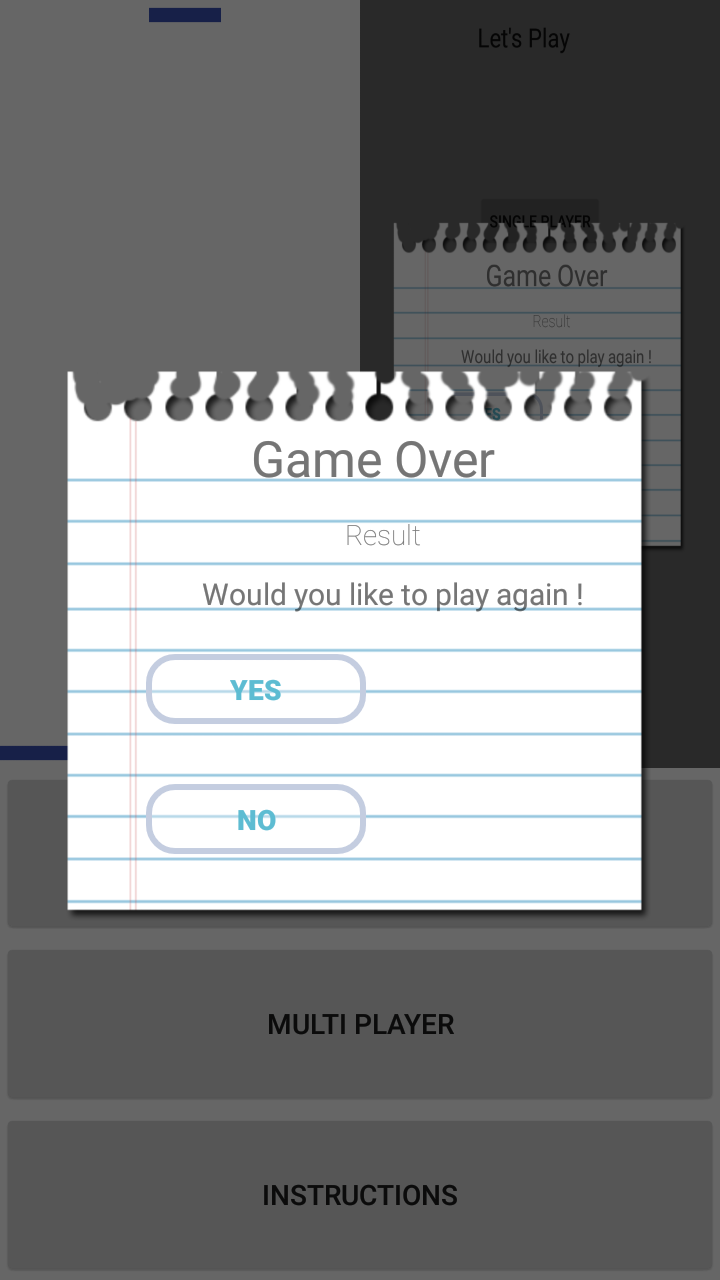 Let's Play
SINGLE PLAYER
Game Over
Result
Would you like to play again !
Game Over
Result
Would you like to play again !
YES
NO
MULTI PLAYER
INSTRUCTIONS